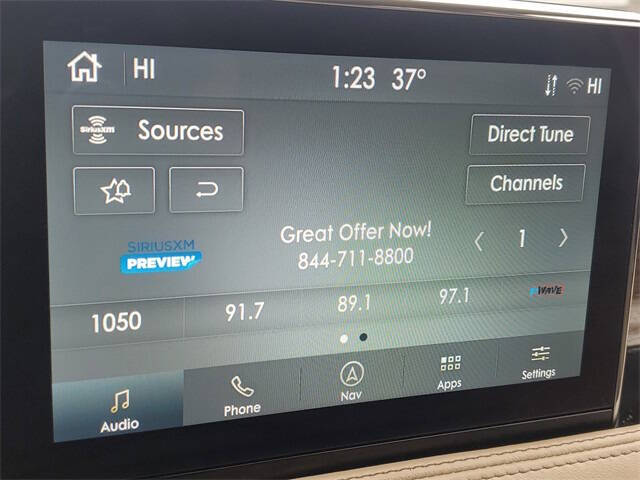 HI 1:23 37° HI
SiriusXM Sources Direct Tune
Channels
Great Offer Now! 1
SIRIUSXM
PREVIEW 844-711-8800
1050 91.7 89.1 97.1 WAVE
Audio Phone Nav Apps Settings